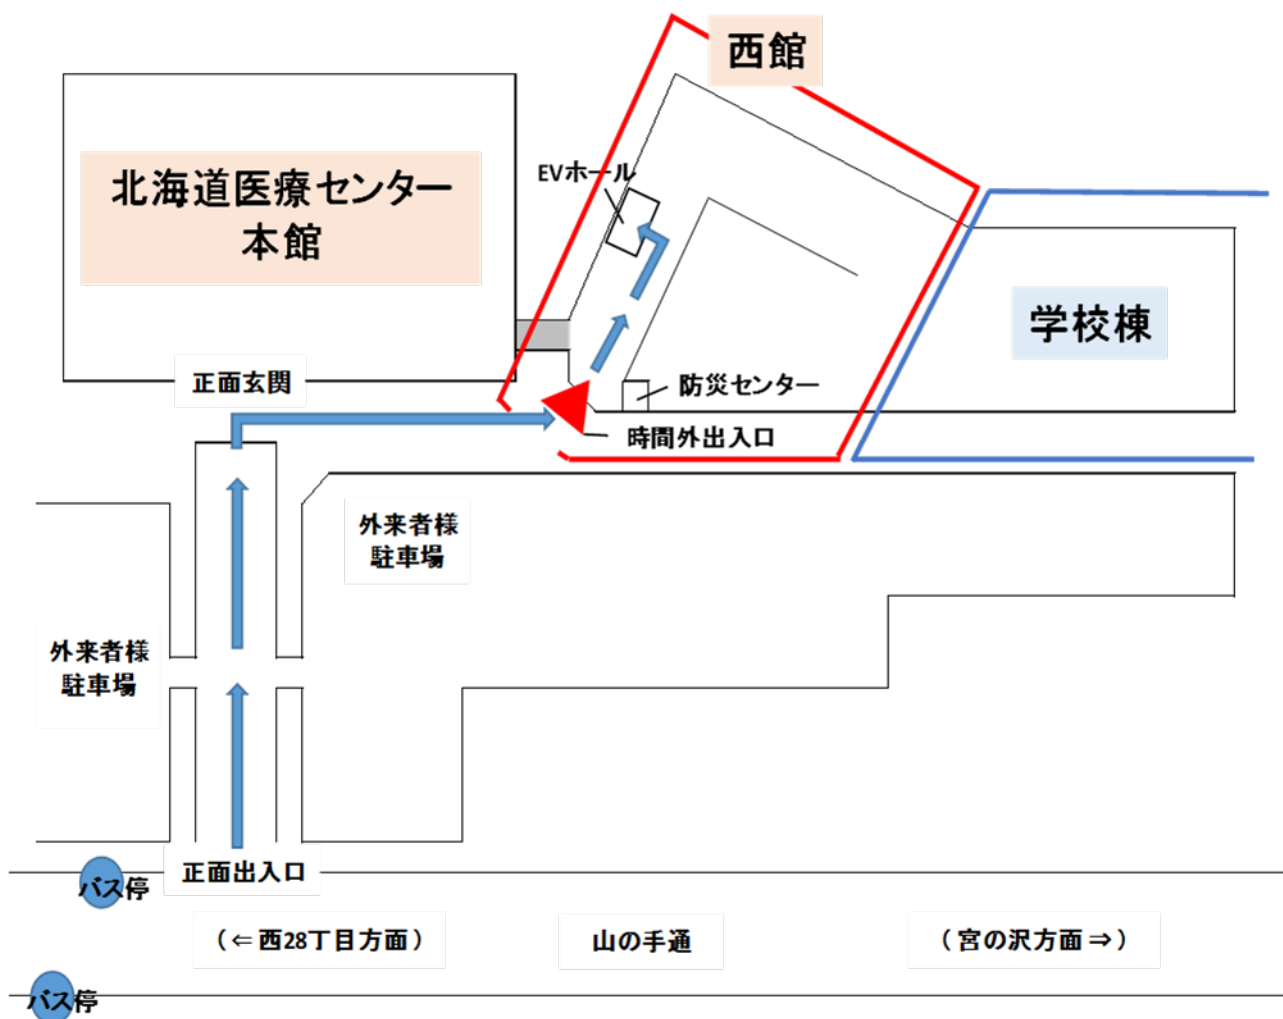 西館
EVホール
北海道医療センター
本館
学校棟
正面玄関
防災センター
時間外出入口
外来者様
駐車場
外来者様
駐車場
正面出入口
バス停
（⇐西28丁目方面）
山の手通
（宮の沢方面⇒）
バス停